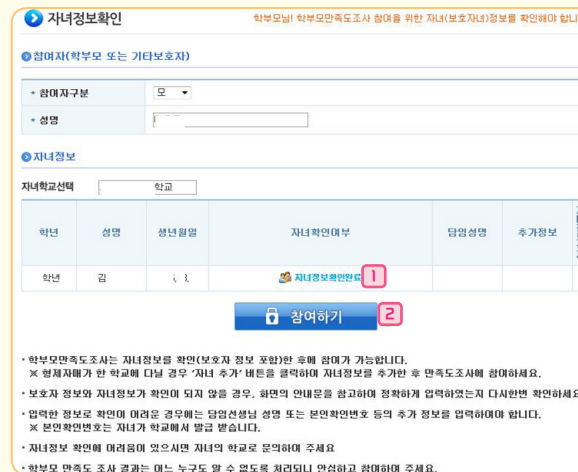 자녀정보확인
학부모님! 학부모만족도조사 참여을 위한 자녀(보호자녀)정보를 확인해야 합니
참여자(학부모 또는 기타보호자)
* 참여자구분 모
* 성명
자녀정보
자녀학교선택 학교
학년 성명 생년월일 자녀확인여부 담임성명 추가정보
학년 김 자녀정보확인완료 1
참여하기 2
· 학부모만족도조사는 자녀정보를 확인(보호자 정보 포함)한 후에 참여가 가능합니다.
※ 형제자매가 한 학교에 다닐 경우 '자녀 추가' 버튼을 클릭하여 자녀정보를 추가한 후 만족도조사에 참여하세요.
· 보호자 정보와 자녀정보가 확인이 되지 않을 경우, 화면의 안내문을 참고하여 정확하게 입력하였는지 다시한번 확인하세요
· 입력한 정보로 확인이 어려운 경우에는 담임선생님 성명 또는 본인확인번호 등의 추가 정보를 입력하여야 합니다.
※ 본인확인번호는 자녀가 학교에서 발급 받습니다.
· 자녀정보 확인에 어려움이 있으시면 자녀의 학교로 문의하여 주세요
· 학부모 만족도 조사 결과는 어느 누구도 알 수 없도록 처리되니 안심하고 참여하여 주세요.